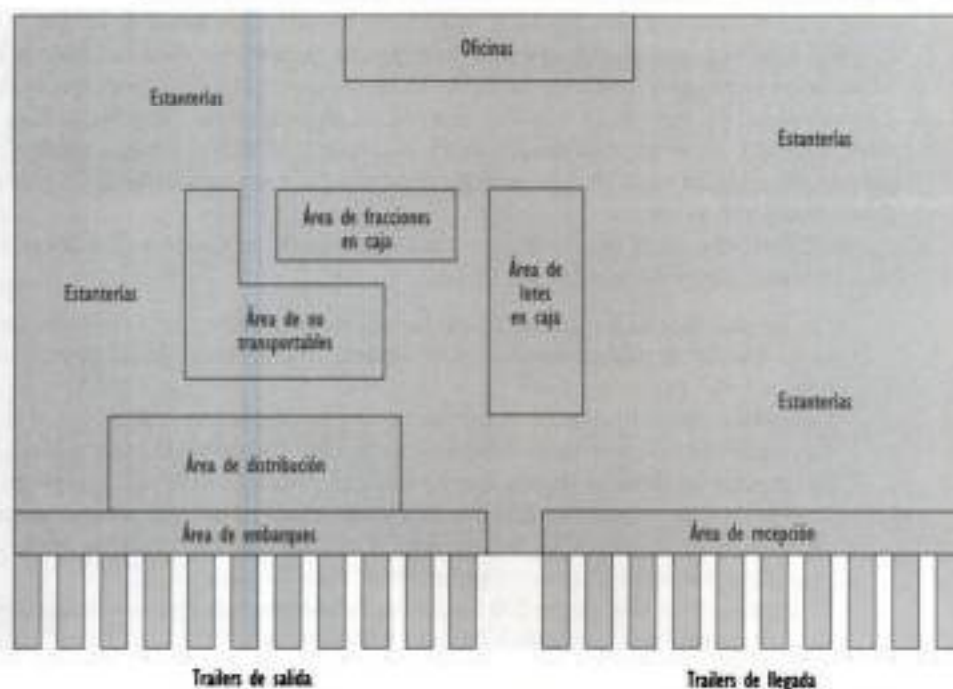 Oficinas
Estanterías
Estanterías
Área de fracciones
en caja
Área de
lotes
en caja
Estanterías
Área de no
transportables
Estanterías
Área de distribución
Área de embarques
Área de recepción
Trailers de salida
Trailers de llegada